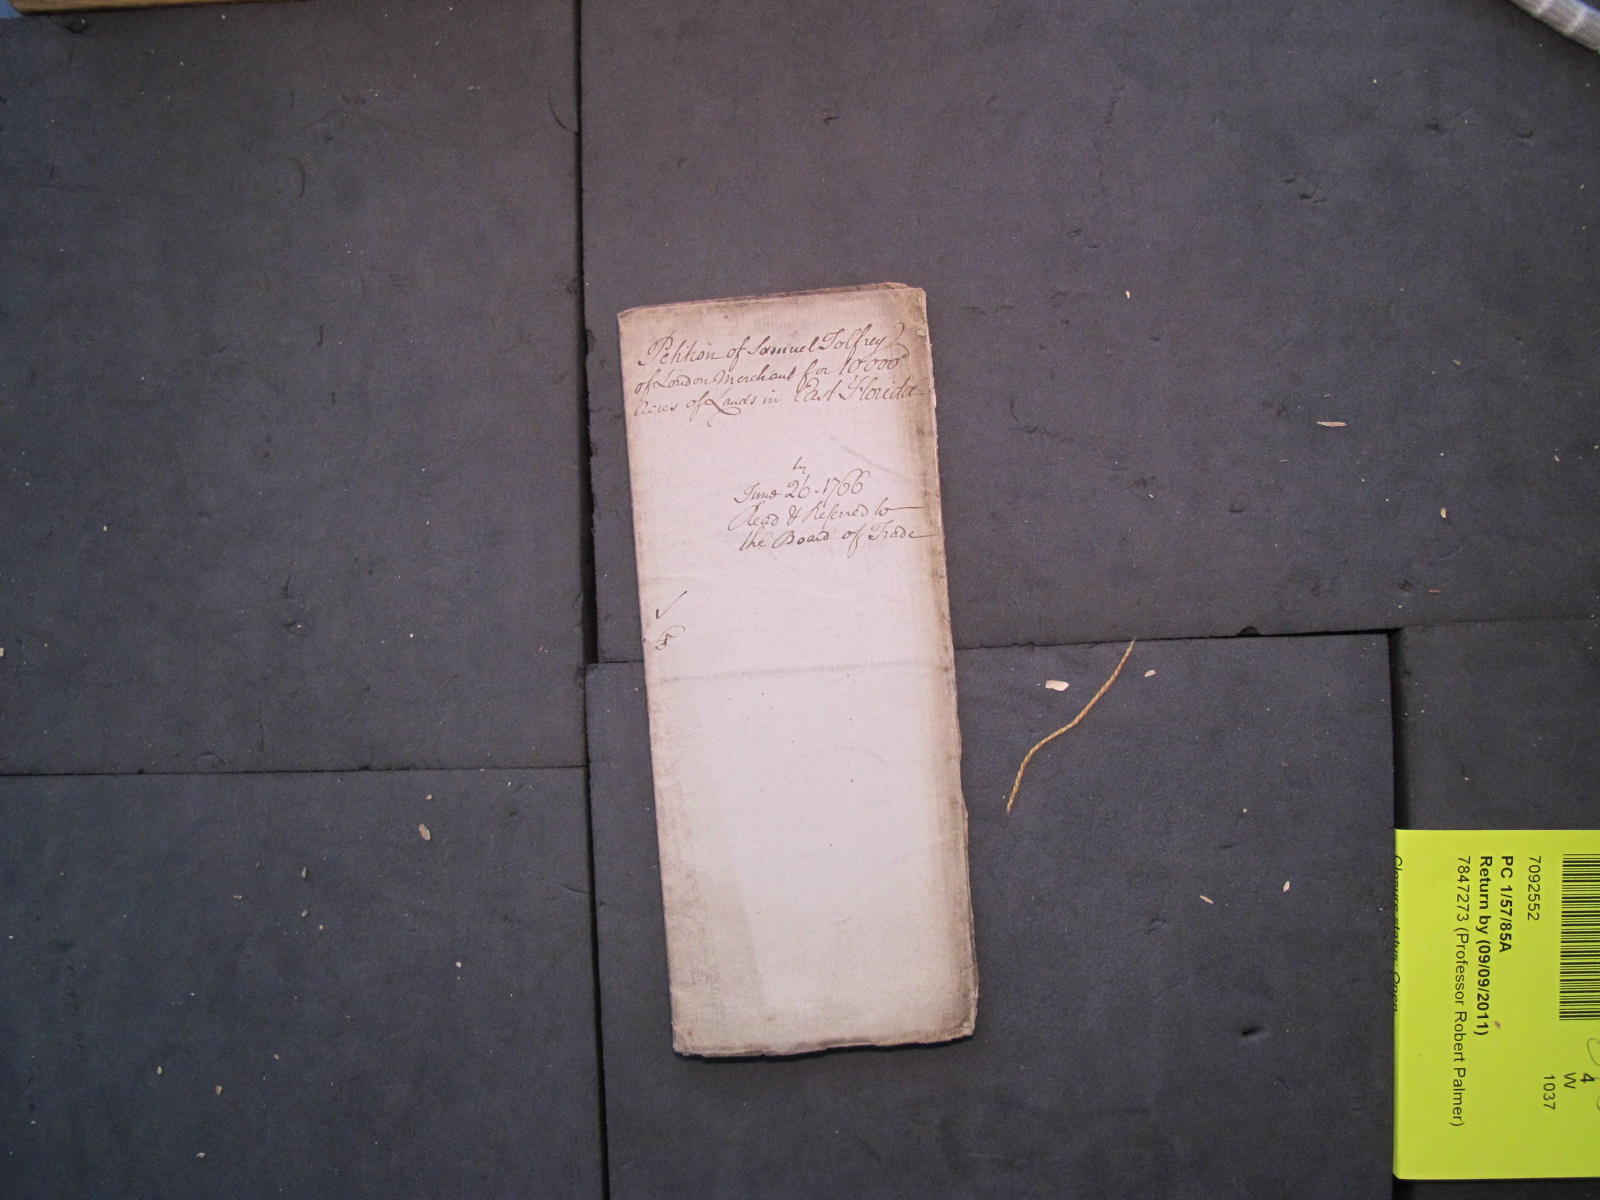 Petition of Samuel Tolfrey
of London Merchant for 10000
Acres of Lands in East Florida
June 26. 1766
Read & Referred to
the Board of Trade
7092552
PC 1/57/85A
Return by (09/09/2011)
7847273 (Professor Robert Palmer)
4
W
1037